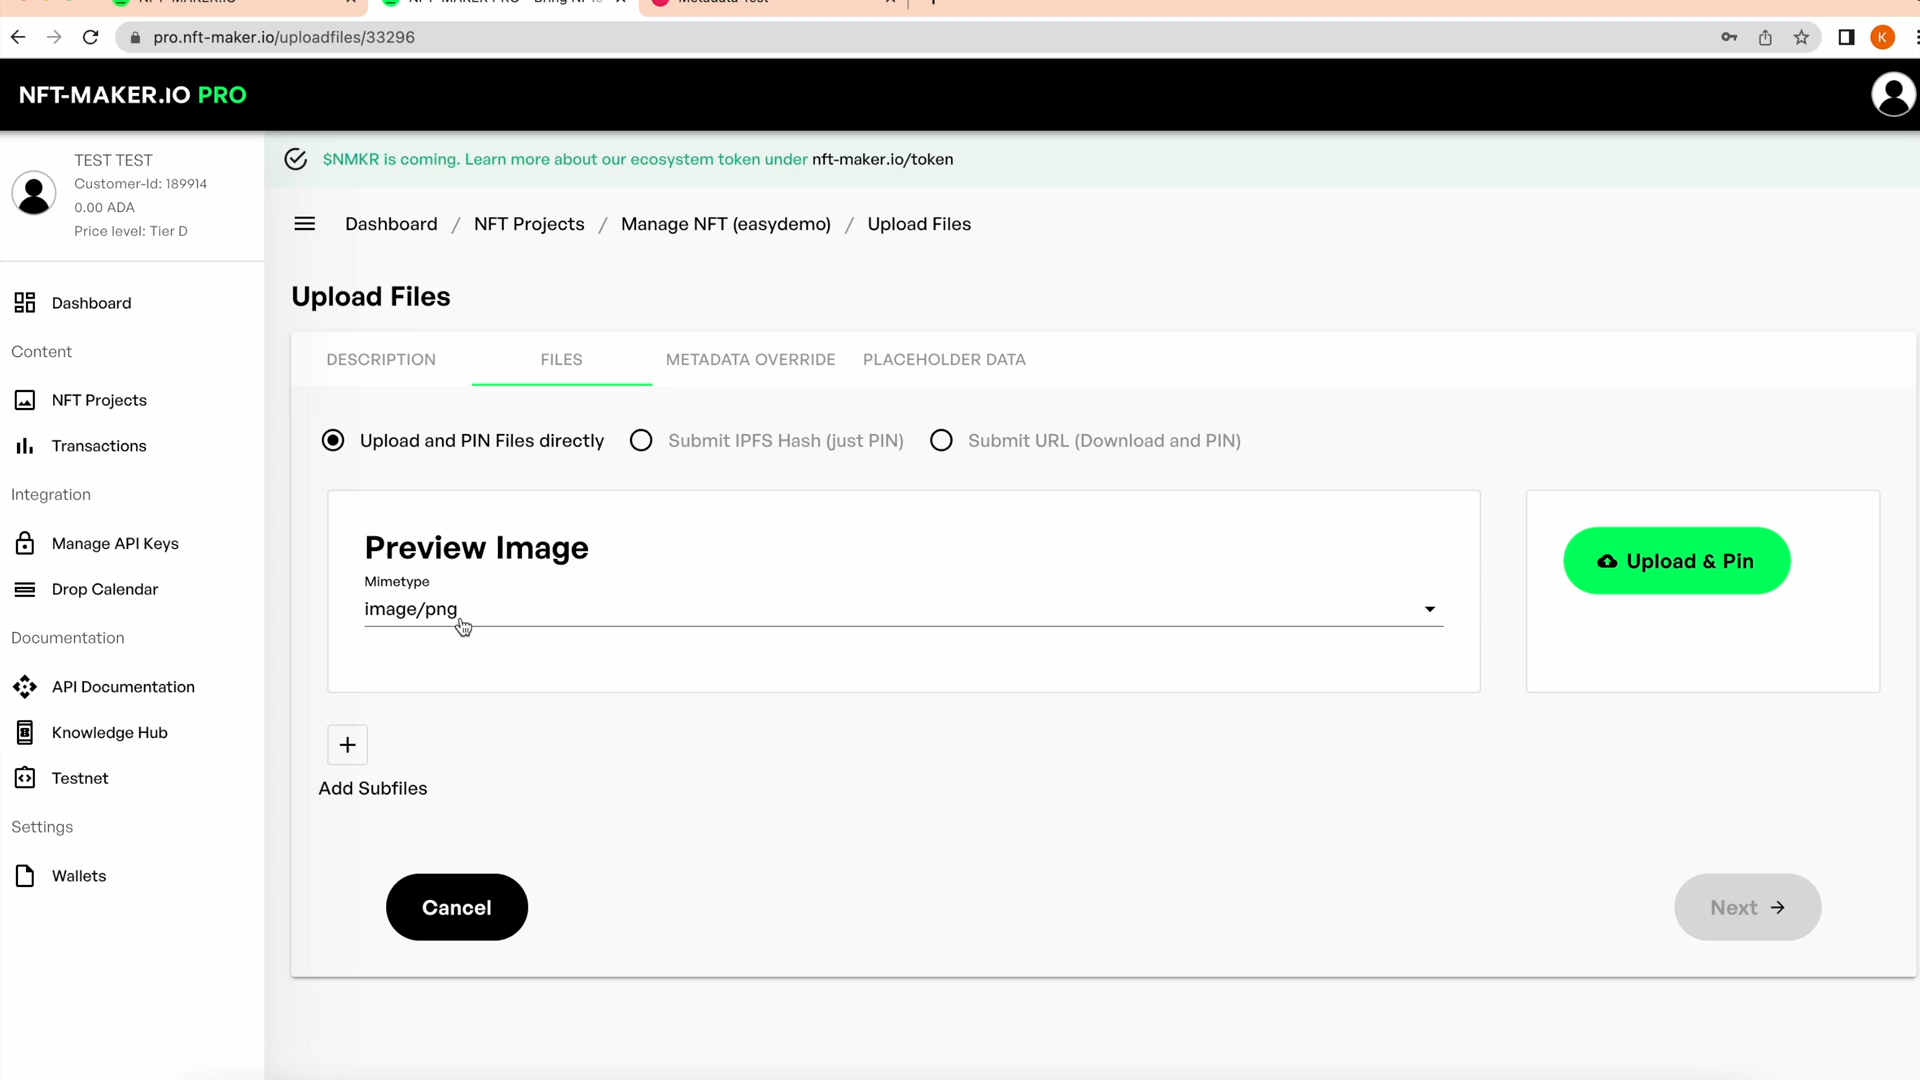 pro.nft-maker.io/uploadfiles/33296
K
NFT-MAKER.IO PRO
TEST TEST
Customer-Id: 189914
0.00 ADA
Price level: Tier D
$NMKR is coming. Learn more about our ecosystem token under nft-maker.io/token
Dashboard / NFT Projects / Manage NFT (easydemo) / Upload Files
Dashboard
Content
NFT Projects
Transactions
Integration
Manage API Keys
Drop Calendar
Documentation
API Documentation
Knowledge Hub
Testnet
Settings
Wallets
Upload Files
DESCRIPTION
FILES
METADATA OVERRIDE
PLACEHOLDER DATA
Upload and PIN Files directly
Submit IPFS Hash (just PIN)
Submit URL (Download and PIN)
Preview Image
Mimetype
image/png
Upload & Pin
+
Add Subfiles
Cancel
Next